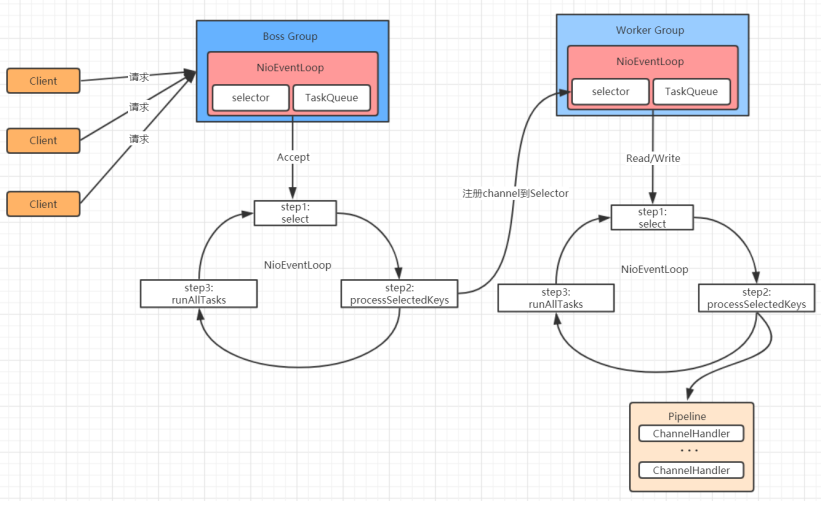 Boss Group
NioEventLoop
selector
TaskQueue
Client
请求
Client
请求
Client
请求
Accept
step1:
select
NioEventLoop
step3:
runAllTasks
step2:
processSelectedKeys
注册channel到Selector
Worker Group
NioEventLoop
selector
TaskQueue
Read/Write
step1:
select
NioEventLoop
step3:
runAllTasks
step2:
processSelectedKeys
Pipeline
ChannelHandler
...
ChannelHandler